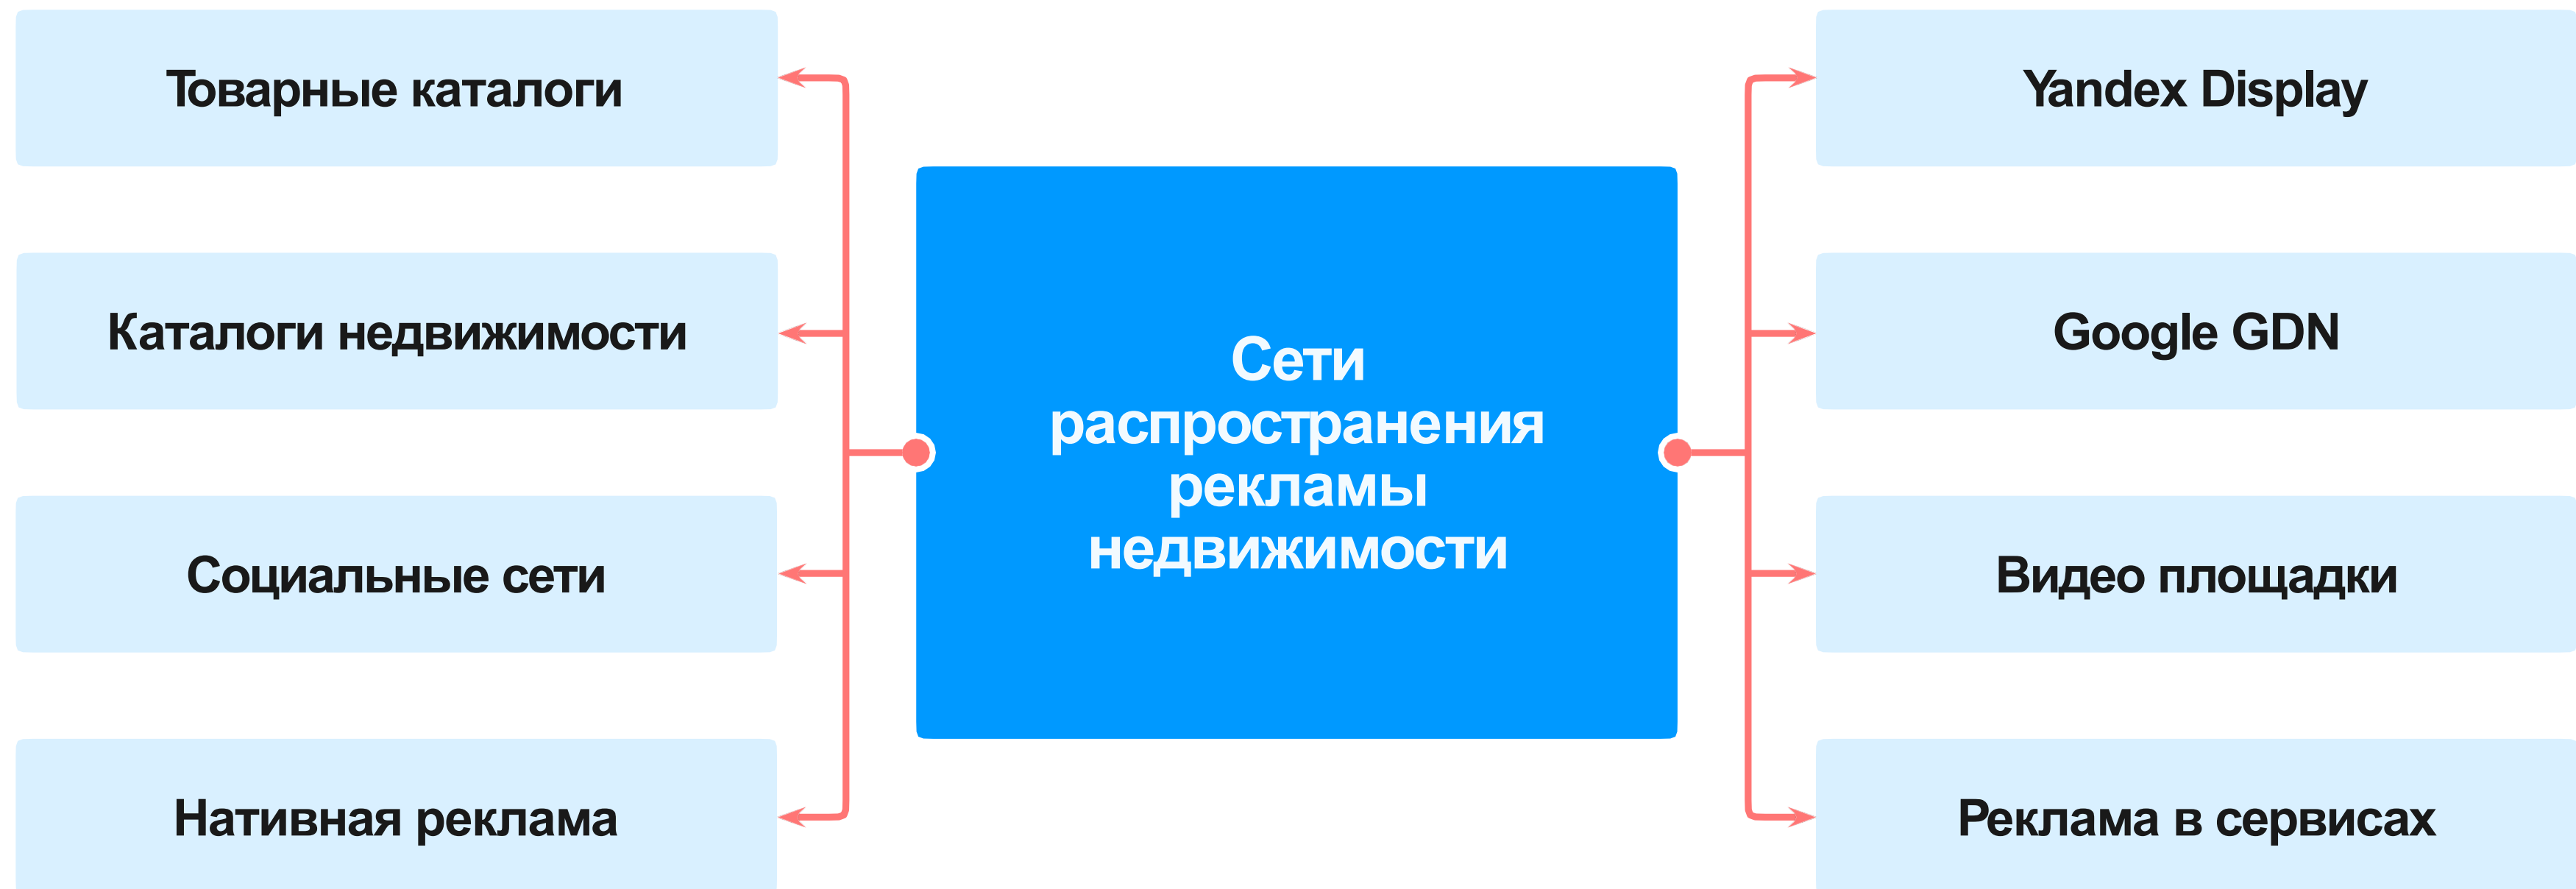 Товарные каталоги
Каталоги недвижимости
Социальные сети
Нативная реклама
Сети
распространения
рекламы
недвижимости
Yandex Display
Google GDN
Видео площадки
Реклама в сервисах